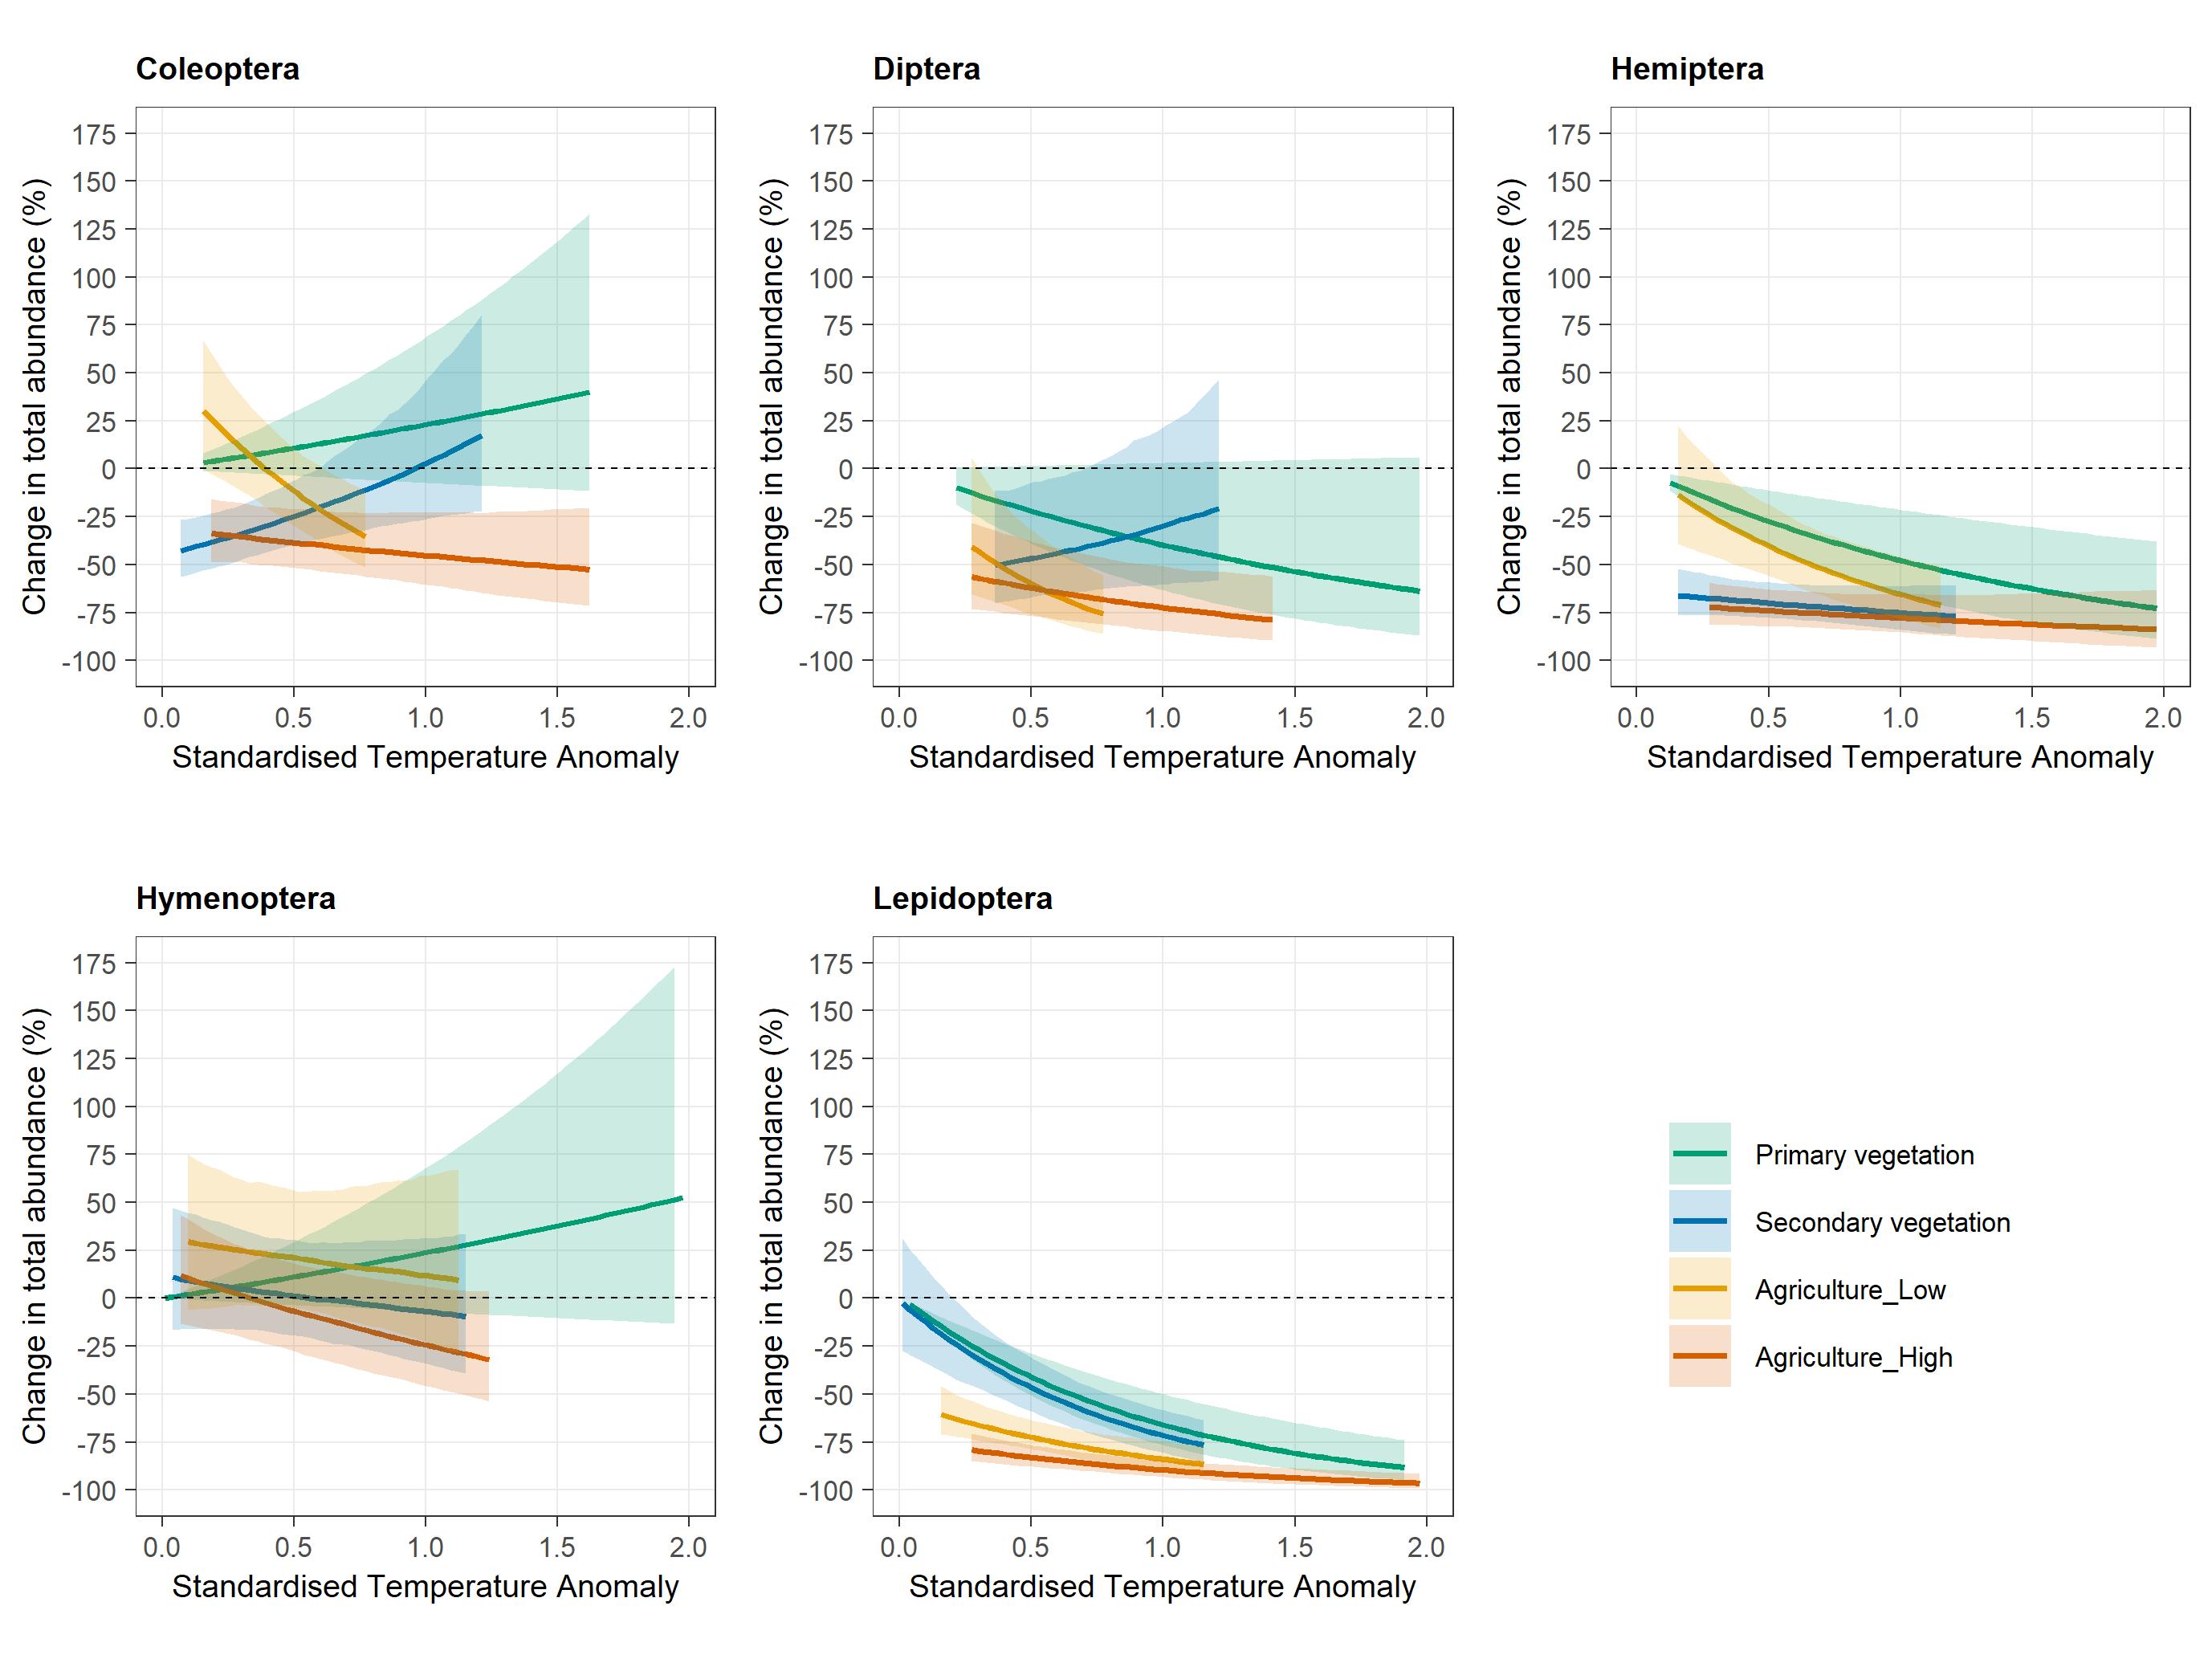 Coleoptera
Diptera
Hemiptera
Change in total abundance (%)
175
150
125
100
75
50
25
0
-25
-50
-75
-100
0.0 0.5 1.0 1.5 2.0
Standardised Temperature Anomaly
Change in total abundance (%)
175
150
125
100
75
50
25
0
-25
-50
-75
-100
0.0 0.5 1.0 1.5 2.0
Standardised Temperature Anomaly
Change in total abundance (%)
175
150
125
100
75
50
25
0
-25
-50
-75
-100
0.0 0.5 1.0 1.5 2.0
Standardised Temperature Anomaly
Hymenoptera
Lepidoptera
Change in total abundance (%)
175
150
125
100
75
50
25
0
-25
-50
-75
-100
0.0 0.5 1.0 1.5 2.0
Standardised Temperature Anomaly
Change in total abundance (%)
175
150
125
100
75
50
25
0
-25
-50
-75
-100
0.0 0.5 1.0 1.5 2.0
Standardised Temperature Anomaly
Primary vegetation
Secondary vegetation
Agriculture_Low
Agriculture_High